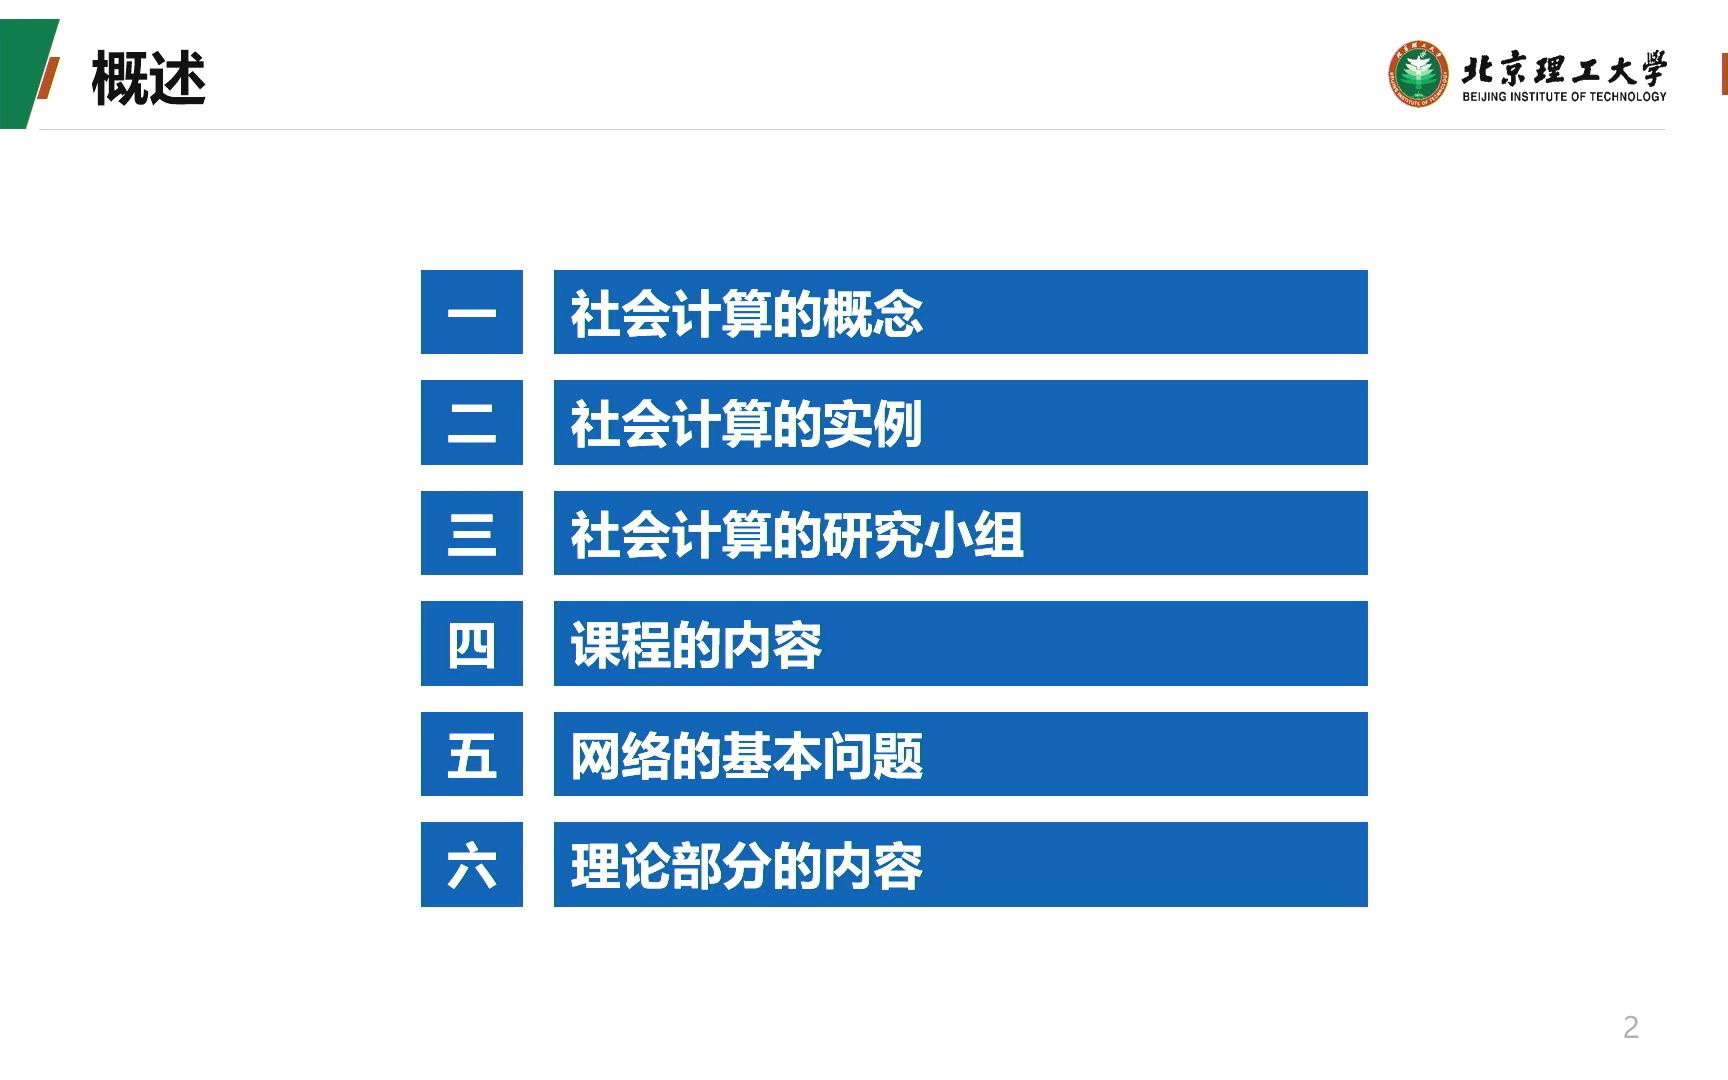 概述
北京理工大学
BEIJING INSTITUTE OF TECHNOLOGY
一 社会计算的概念
二 社会计算的实例
三 社会计算的研究小组
四 课程的内容
五 网络的基本问题
六 理论部分的内容
2